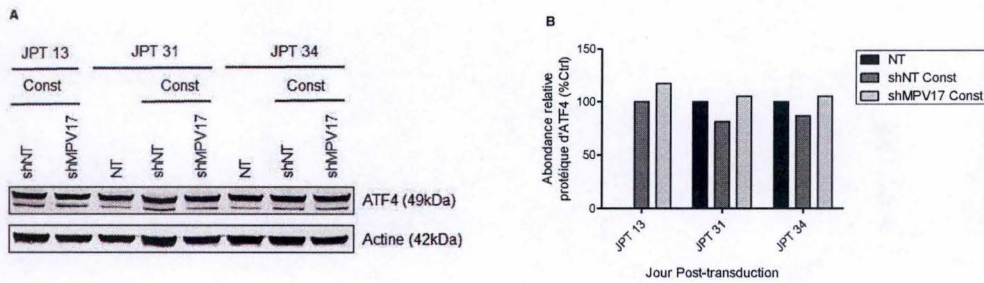 A
JPT 13
JPT 31
JPT 34
Const
Const
Const
shNT
shMPV17
NT
shNT
shMPV17
NT
shNT
shMPV17
ATF4 (49kDa)
Actine (42kDa)
B
Abondance relative
protéique d'ATF4 (%Ctrl)
150
100
50
0
JPT 13
JPT 31
JPT 34
Jour Post-transduction
NT
shNT Const
shMPV17 Const